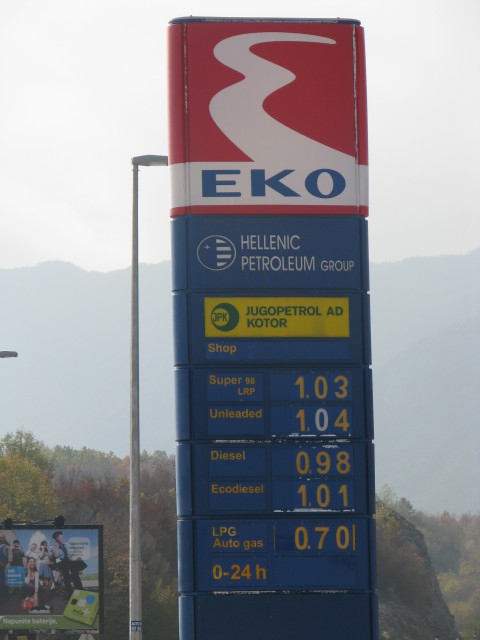 EKO
HELLENIC
PETROLEUM GROUP
JPK
JUGOPETROL AD
KOTOR
Shop
Super 98 LRP 1.03
Unleaded 1.04
Diesel 0.98
Ecodiesel 1.01
LPG
Auto gas 0.70
0-24 h
Napunite baterije.